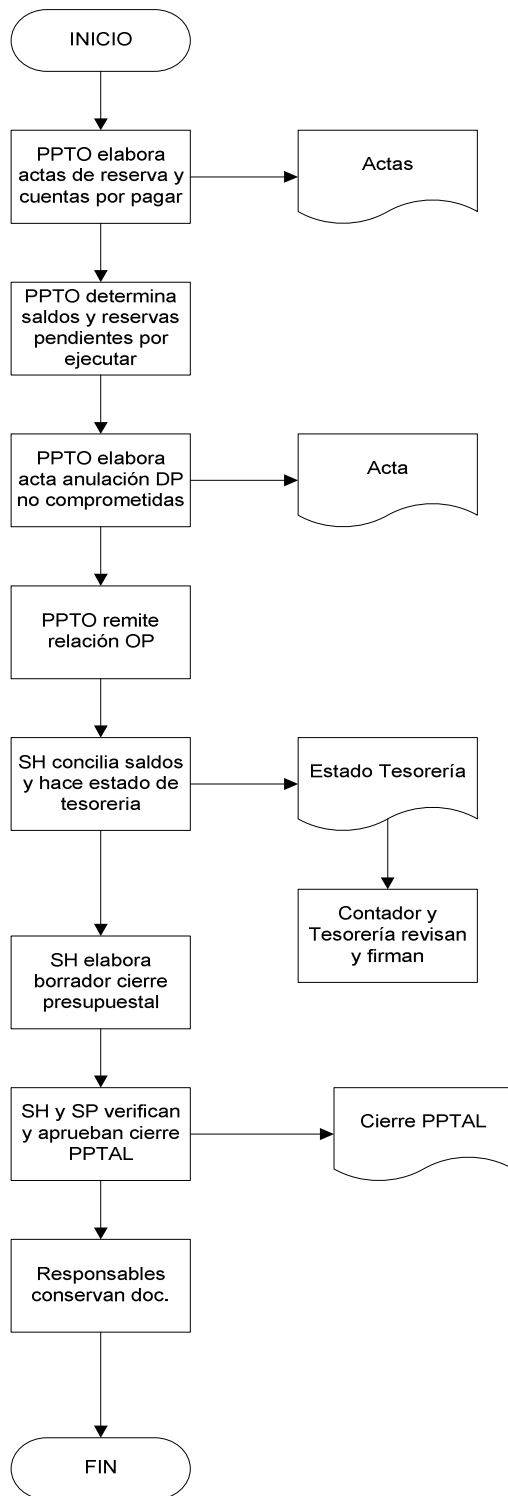 INICIO
PPTO elabora
actas de reserva y
cuentas por pagar
Actas
PPTO determina
saldos y reservas
pendientes por
ejecutar
PPTO elabora
acta anulación DP
no comprometidas
Acta
PPTO remite
relación OP
SH concilia saldos
y hace estado de
tesoreria
Estado Tesorería
Contador y
Tesorería revisan
y firman
SH elabora
borrador cierre
presupuestal
SH y SP verifican
y aprueban cierre
PPTAL
Cierre PPTAL
Responsables
conservan doc.
FIN